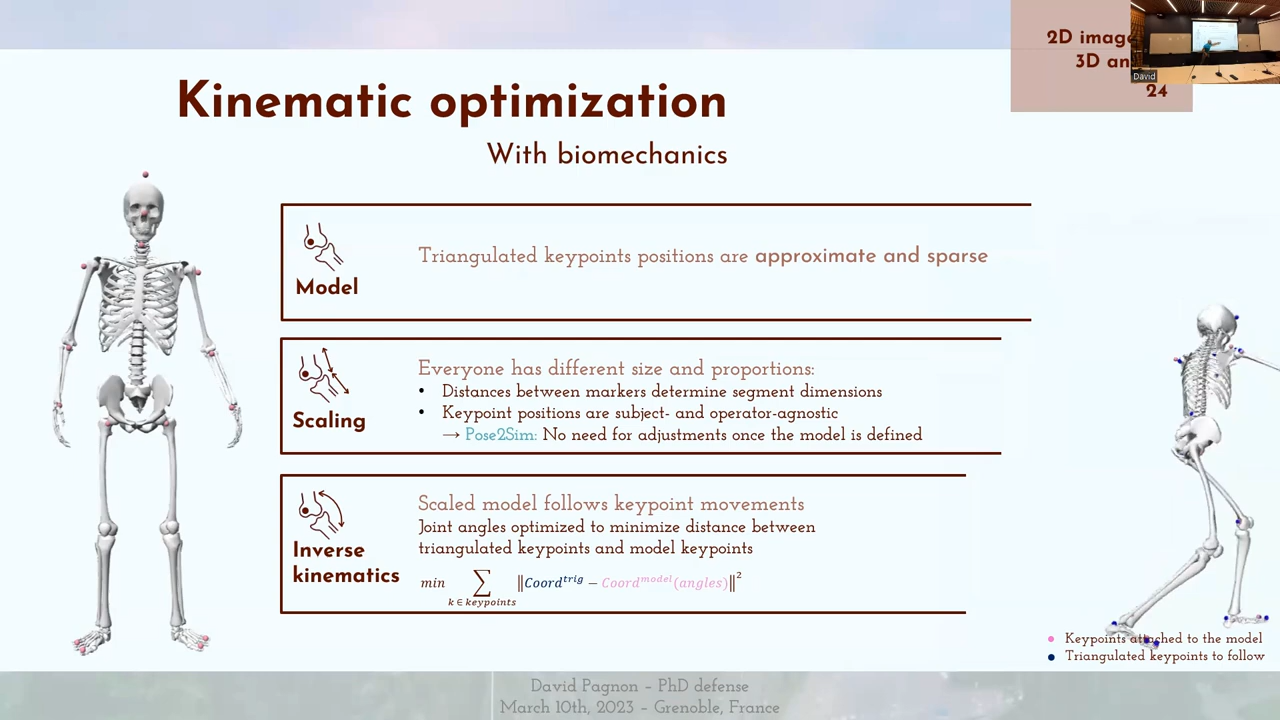 2D image
3D an
David
24
Kinematic optimization
With biomechanics
Model
Triangulated keypoints positions are approximate and sparse
Scaling
Everyone has different size and proportions:
• Distances between markers determine segment dimensions
• Keypoint positions are subject- and operator-agnostic
→ Pose2Sim: No need for adjustments once the model is defined
Inverse
kinematics
Scaled model follows keypoint movements
Joint angles optimized to minimize distance between
triangulated keypoints and model keypoints
min ∑ k ∈ keypoints ‖Coord^trig − Coord^model(angles)‖²
Keypoints attached to the model
Triangulated keypoints to follow
David Pagnon – PhD defense
March 10th, 2023 – Grenoble, France